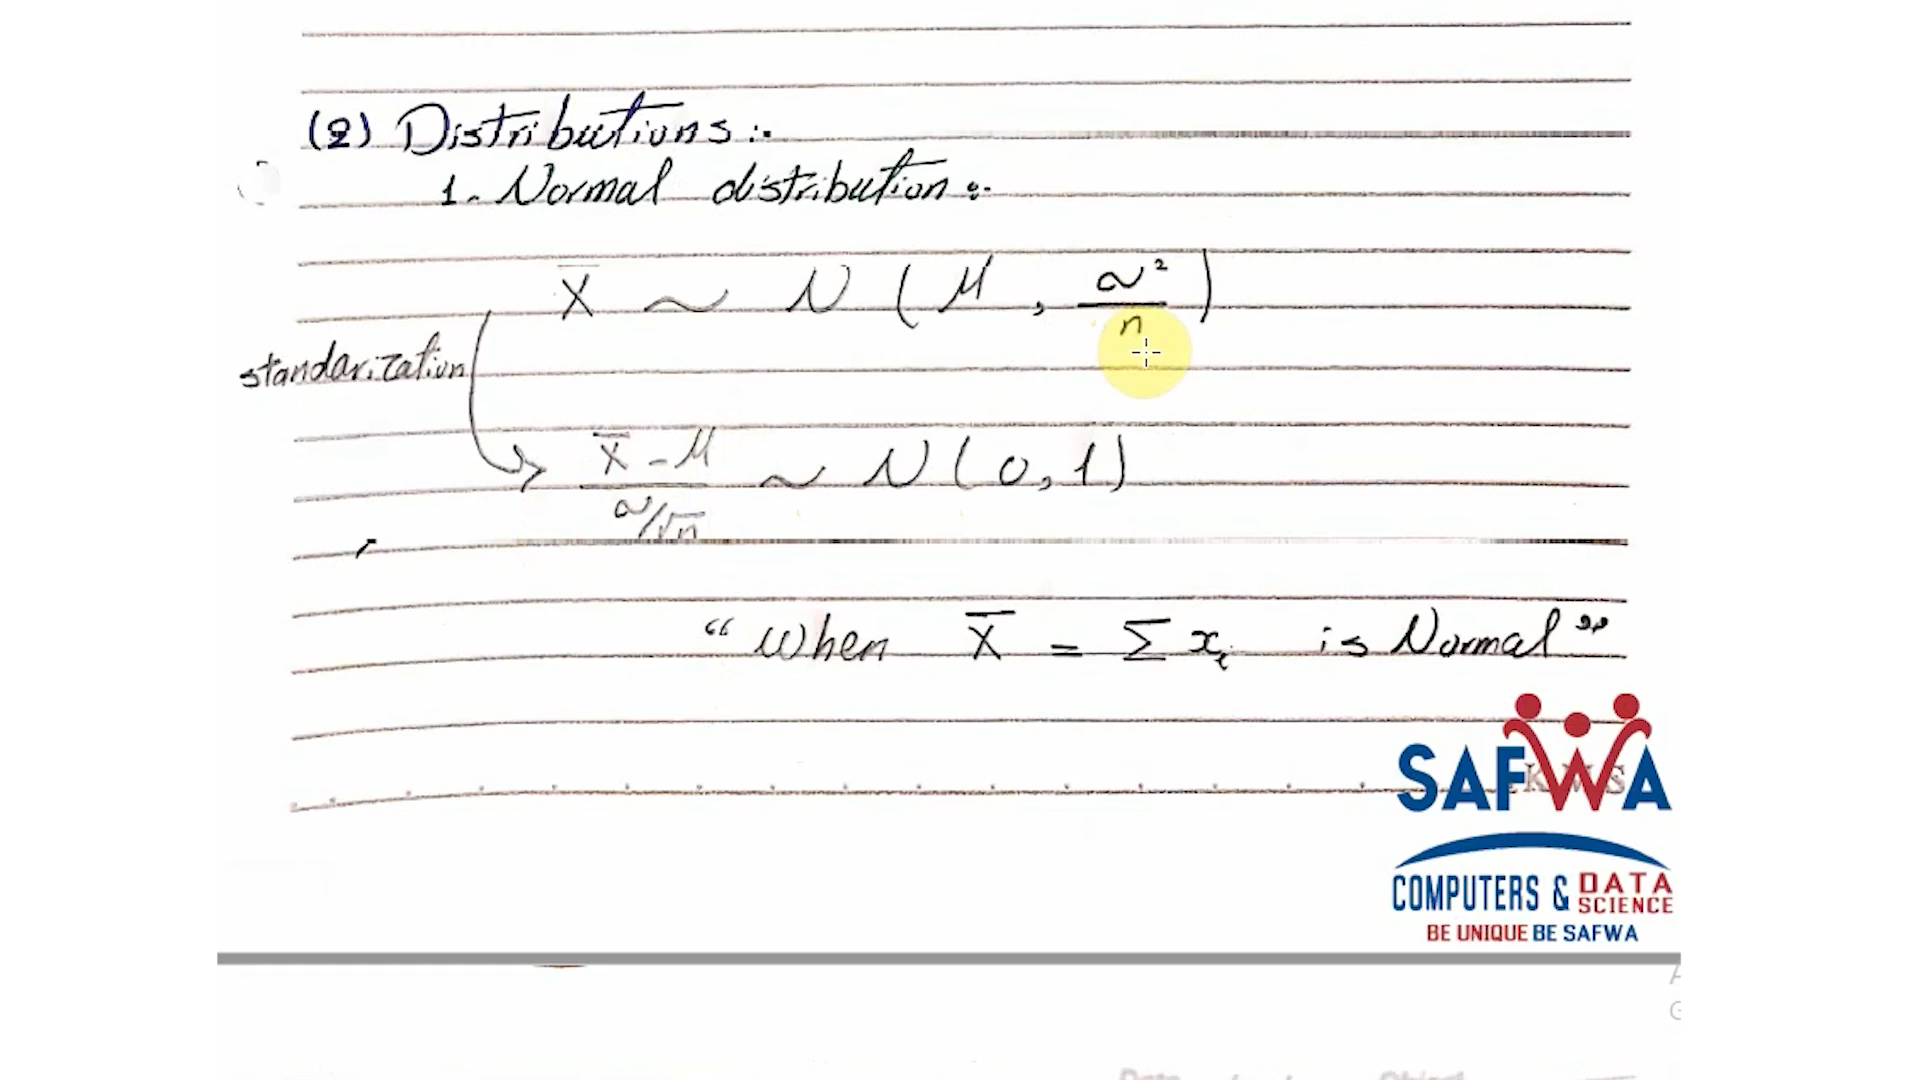 (2) Distributions:-
1- Normal distribution:-
X̄ ~ N ( μ , σ² / n )
standarization
X̄ - μ / σ/√n ~ N ( 0 , 1 )
“ When X̄ = Σ xᵢ is Normal ”
SAFWA
COMPUTERS & DATA SCIENCE
BE UNIQUE BE SAFWA